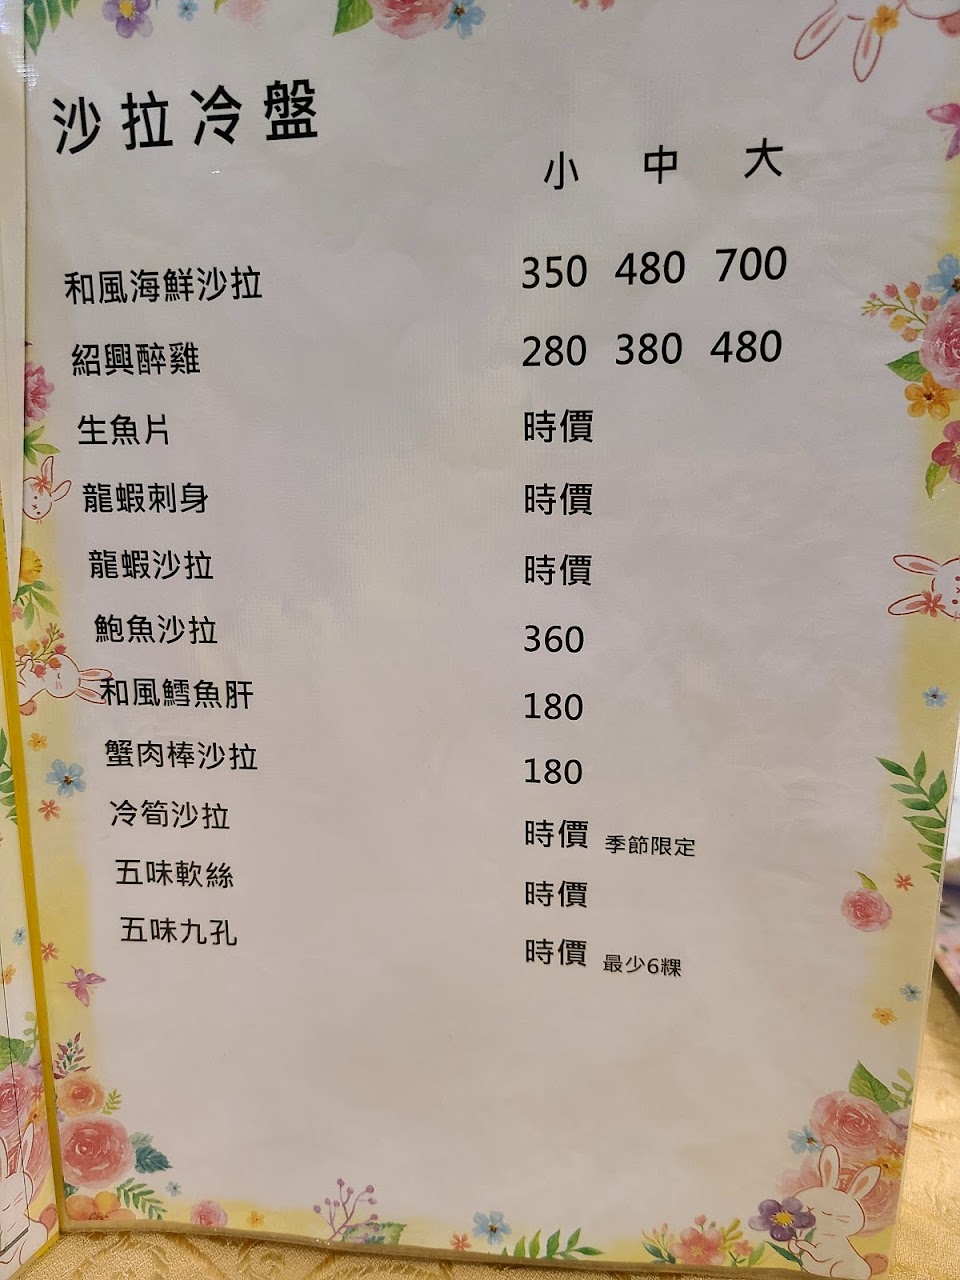 沙拉冷盤
小 中 大
和風海鮮沙拉 350 480 700
紹興醉雞 280 380 480
生魚片 時價
龍蝦刺身 時價
龍蝦沙拉 時價
鮑魚沙拉 360
和風鱈魚肝 180
蟹肉棒沙拉 180
冷筍沙拉 時價 季節限定
五味軟絲 時價
五味九孔 時價 最少6粿